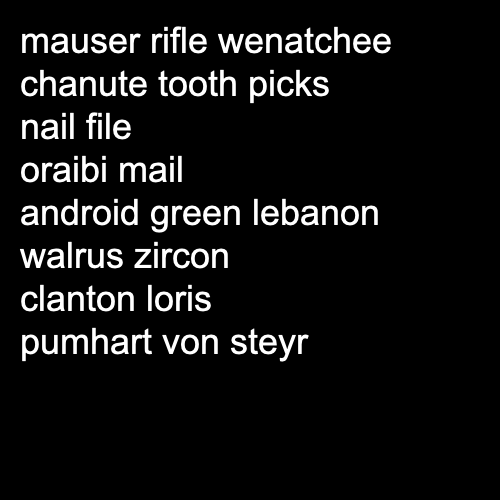 mauser rifle wenatchee
chanute tooth picks
nail file
oraibi mail
android green lebanon
walrus zircon
clanton loris
pumhart von steyr